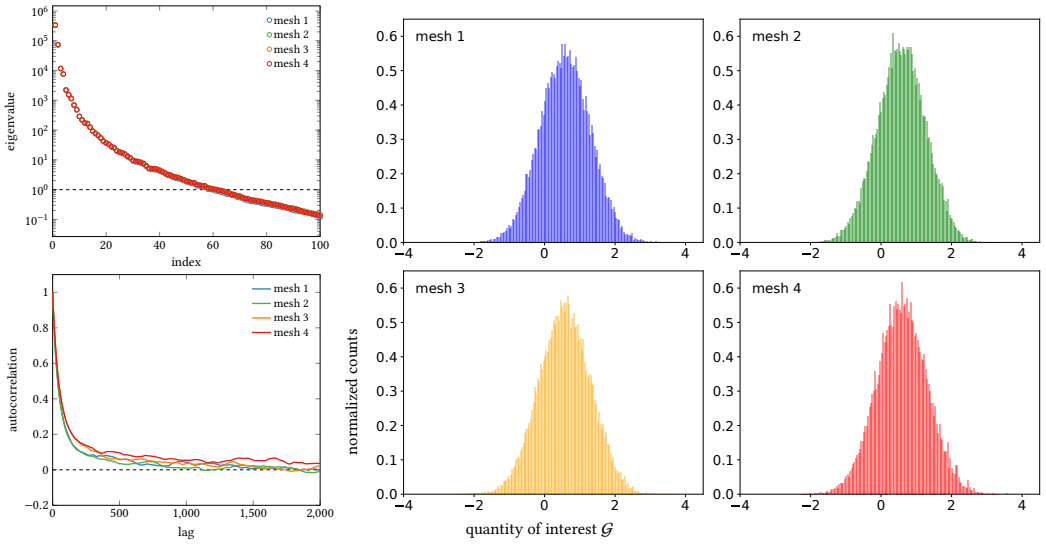 10^6
10^5
10^4
10^3
10^2
10^1
10^0
10^−1
eigenvalue
mesh 1
mesh 2
mesh 3
mesh 4
0 20 40 60 80 100
index
1
0.8
0.6
0.4
0.2
0
−0.2
autocorrelation
mesh 1
mesh 2
mesh 3
mesh 4
0 500 1,000 1,500 2,000
lag
mesh 1
0.6
0.5
0.4
0.3
0.2
0.1
0.0
−4 −2 0 2 4
mesh 2
0.6
0.5
0.4
0.3
0.2
0.1
0.0
−4 −2 0 2 4
mesh 3
0.6
0.5
0.4
0.3
0.2
0.1
0.0
−4 −2 0 2 4
mesh 4
0.6
0.5
0.4
0.3
0.2
0.1
0.0
−4 −2 0 2 4
normalized counts
quantity of interest 𝒢